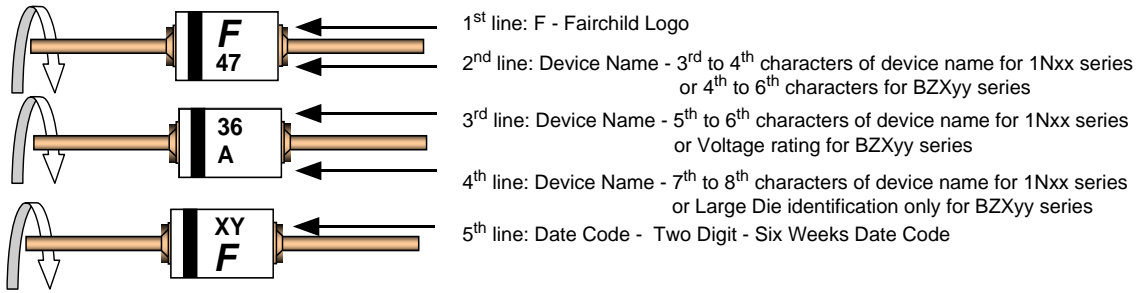 F
47
36
A
XY
F
1st line: F - Fairchild Logo
2nd line: Device Name - 3rd to 4th characters of device name for 1Nxx series
or 4th to 6th characters for BZXyy series
3rd line: Device Name - 5th to 6th characters of device name for 1Nxx series
or Voltage rating for BZXyy series
4th line: Device Name - 7th to 8th characters of device name for 1Nxx series
or Large Die identification only for BZXyy series
5th line: Date Code - Two Digit - Six Weeks Date Code